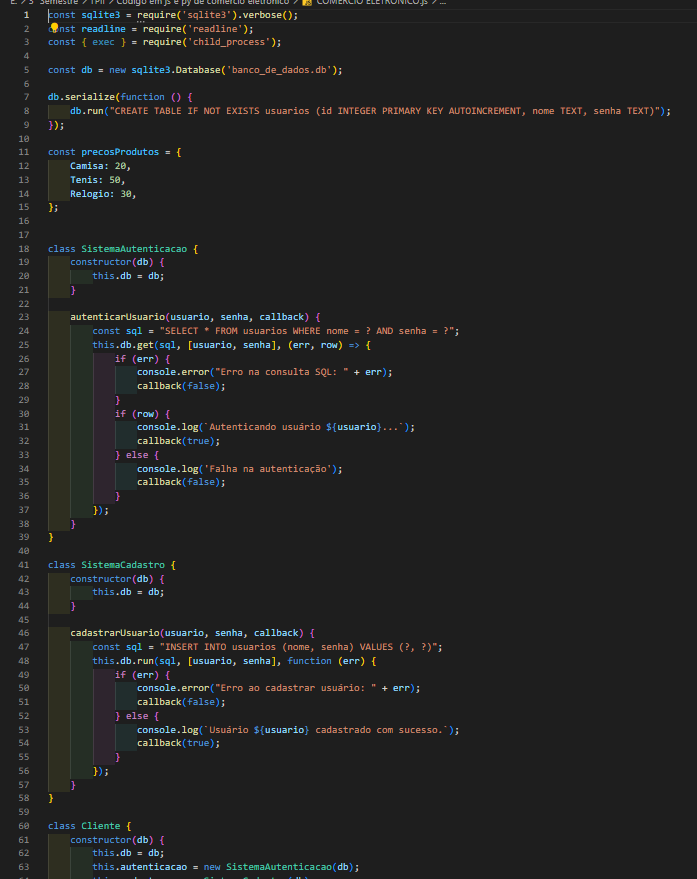 E: > 3° Semestre > TPII > Código em js e py de comercio eletronico > COMERCIO ELETRONICO.js > ...
1 const sqlite3 = require('sqlite3').verbose();
2 const readline = require('readline');
3 const { exec } = require('child_process');
4
5 const db = new sqlite3.Database('banco_de_dados.db');
6
7 db.serialize(function () {
8     db.run("CREATE TABLE IF NOT EXISTS usuarios (id INTEGER PRIMARY KEY AUTOINCREMENT, nome TEXT, senha TEXT)");
9 });
10
11 const precosProdutos = {
12     Camisa: 20,
13     Tenis: 50,
14     Relogio: 30,
15 };
16
17
18 class SistemaAutenticacao {
19     constructor(db) {
20         this.db = db;
21     }
22
23     autenticarUsuario(usuario, senha, callback) {
24         const sql = "SELECT * FROM usuarios WHERE nome = ? AND senha = ?";
25         this.db.get(sql, [usuario, senha], (err, row) => {
26             if (err) {
27                 console.error("Erro na consulta SQL: " + err);
28                 callback(false);
29             }
30             if (row) {
31                 console.log(`Autenticando usuário ${usuario}...`);
32                 callback(true);
33             } else {
34                 console.log('Falha na autenticação');
35                 callback(false);
36             }
37         });
38     }
39 }
40
41 class SistemaCadastro {
42     constructor(db) {
43         this.db = db;
44     }
45
46     cadastrarUsuario(usuario, senha, callback) {
47         const sql = "INSERT INTO usuarios (nome, senha) VALUES (?, ?)";
48         this.db.run(sql, [usuario, senha], function (err) {
49             if (err) {
50                 console.error("Erro ao cadastrar usuário: " + err);
51                 callback(false);
52             } else {
53                 console.log(`Usuário ${usuario} cadastrado com sucesso.`);
54                 callback(true);
55             }
56         });
57     }
58 }
59
60 class Cliente {
61     constructor(db) {
62         this.db = db;
63         this.autenticacao = new SistemaAutenticacao(db);